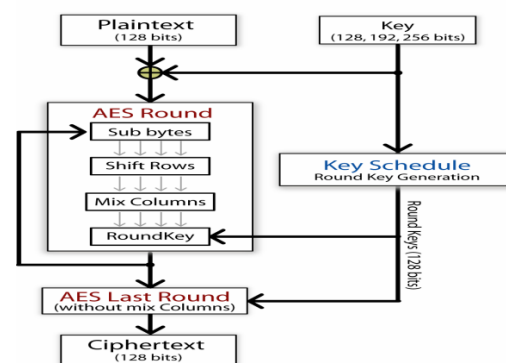 Plaintext
(128 bits)
Key
(128, 192, 256 bits)
AES Round
Sub bytes
Shift Rows
Mix Columns
RoundKey
Key Schedule
Round Key Generation
Round Keys (128 bits)
AES Last Round
(without mix Columns)
Ciphertext
(128 bits)